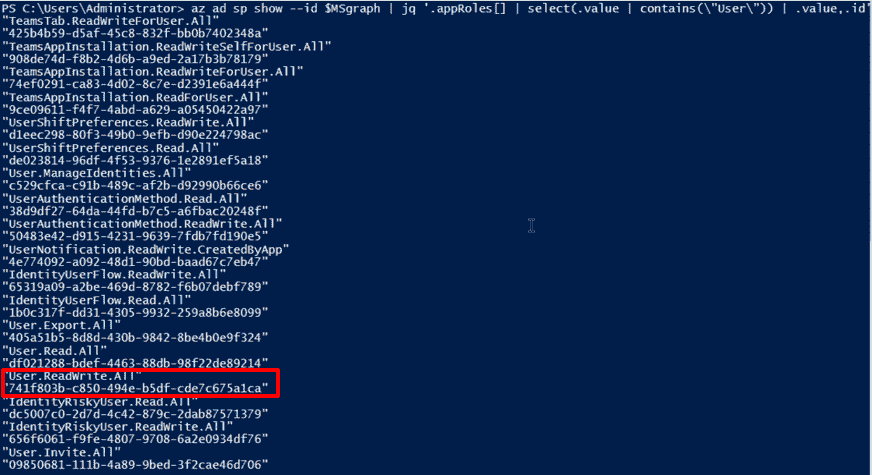 PS C:\Users\Administrator> az ad sp show --id $MSgraph | jq '.appRoles[] | select(.value | contains(\"User\")) | .value,.id'
"TeamsTab.ReadWriteForUser.All"
"425b4b59-d5af-45c8-832f-bb0b7402348a"
"TeamsAppInstallation.ReadWriteSelfForUser.All"
"908de74d-f8b2-4d6b-a9ed-2a17b3b78179"
"TeamsAppInstallation.ReadWriteForUser.All"
"74ef0291-ca83-4d02-8c7e-d2391e6a444f"
"TeamsAppInstallation.ReadForUser.All"
"9ce09611-f4f7-4abd-a629-a05450422a97"
"UserShiftPreferences.ReadWrite.All"
"d1eec298-80f3-49b0-9efb-d90e224798ac"
"UserShiftPreferences.Read.All"
"de023814-96df-4f53-9376-1e2891ef5a18"
"User.ManageIdentities.All"
"c529cfca-c91b-489c-af2b-d92990b66ce6"
"UserAuthenticationMethod.Read.All"
"38d9df27-64da-44fd-b7c5-a6fbac20248f"
"UserAuthenticationMethod.ReadWrite.All"
"50483e42-d915-4231-9639-7fdb7fd190e5"
"UserNotification.ReadWrite.CreatedByApp"
"4e774092-a092-48d1-90bd-baad67c7eb47"
"IdentityUserFlow.ReadWrite.All"
"65319a09-a2be-469d-8782-f6b07debf789"
"IdentityUserFlow.Read.All"
"1b0c317f-dd31-4305-9932-259a8b6e8099"
"User.Export.All"
"405a51b5-8d8d-430b-9842-8be4b0e9f324"
"User.Read.All"
"df021288-bdef-4463-88db-98f22de89214"
"User.ReadWrite.All"
"741f803b-c850-494e-b5df-cde7c675a1ca"
"IdentityRiskyUser.Read.All"
"dc5007c0-2d7d-4c42-879c-2dab87571379"
"IdentityRiskyUser.ReadWrite.All"
"656f6061-f9fe-4807-9708-6a2e0934df76"
"User.Invite.All"
"09850681-111b-4a89-9bed-3f2cae46d706"